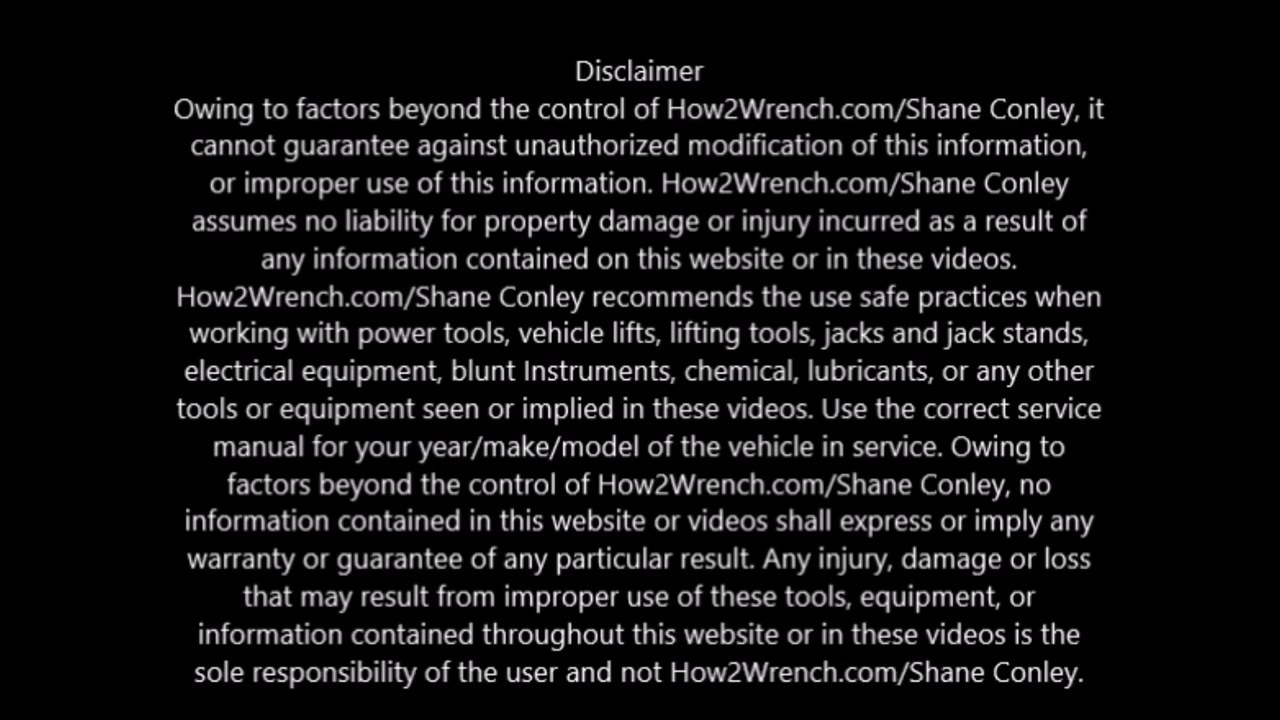 Disclaimer
Owing to factors beyond the control of How2Wrench.com/Shane Conley, it
cannot guarantee against unauthorized modification of this information,
or improper use of this information. How2Wrench.com/Shane Conley
assumes no liability for property damage or injury incurred as a result of
any information contained on this website or in these videos.
How2Wrench.com/Shane Conley recommends the use safe practices when
working with power tools, vehicle lifts, lifting tools, jacks and jack stands,
electrical equipment, blunt Instruments, chemical, lubricants, or any other
tools or equipment seen or implied in these videos. Use the correct service
manual for your year/make/model of the vehicle in service. Owing to
factors beyond the control of How2Wrench.com/Shane Conley, no
information contained in this website or videos shall express or imply any
warranty or guarantee of any particular result. Any injury, damage or loss
that may result from improper use of these tools, equipment, or
information contained throughout this website or in these videos is the
sole responsibility of the user and not How2Wrench.com/Shane Conley.